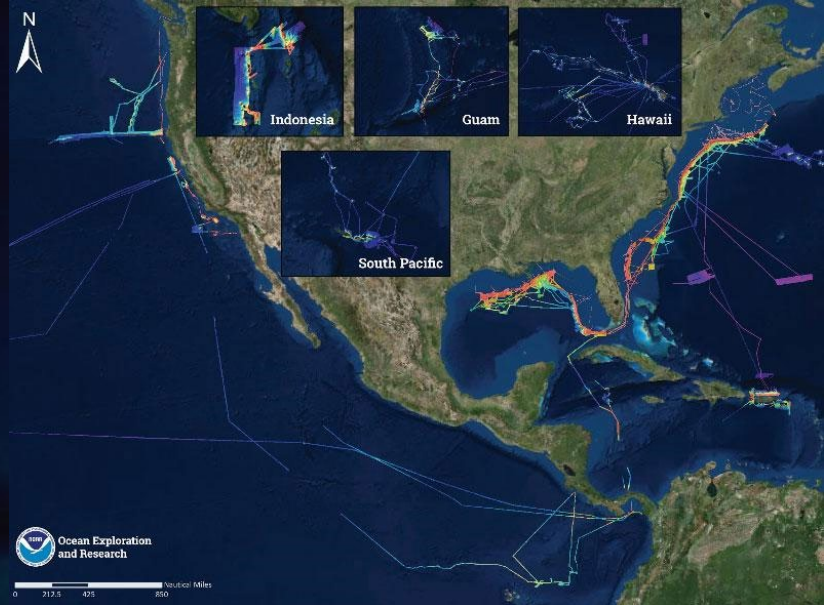 N
Indonesia
Guam
Hawaii
South Pacific
NOAA
Ocean Exploration
and Research
Nautical Miles
0 212.5 425 850